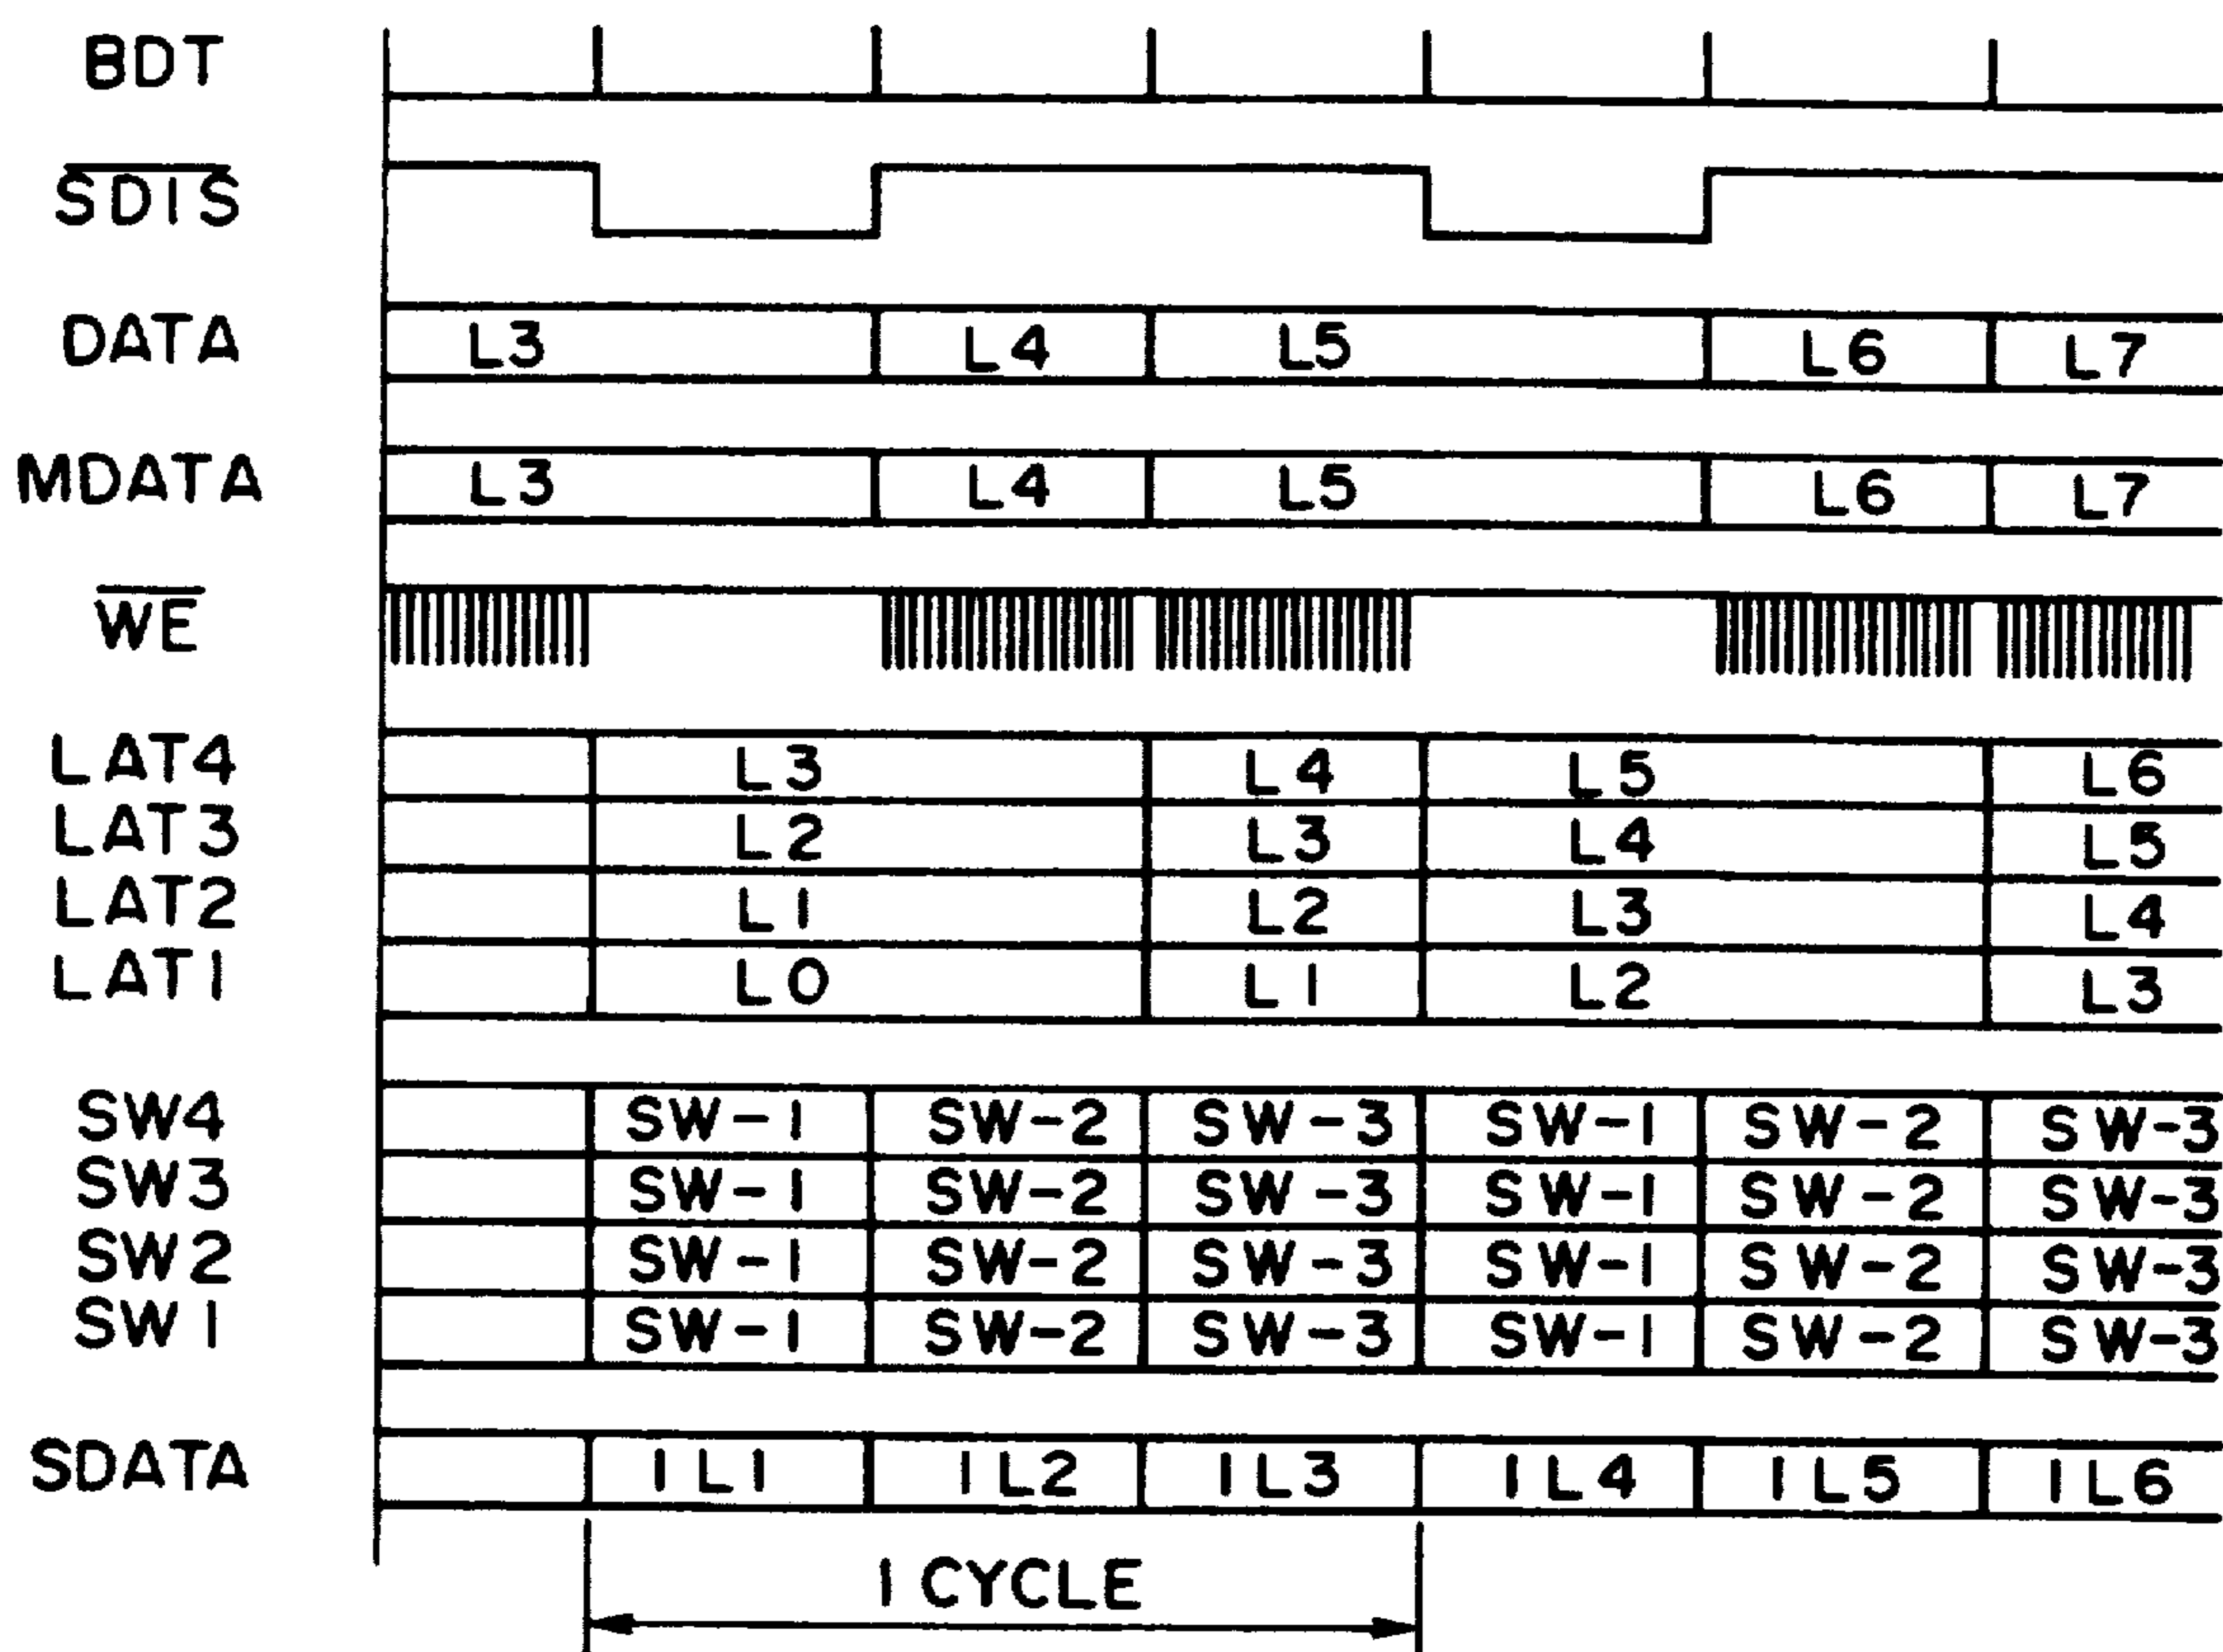 BDT
SDIS
DATA L3 L4 L5 L6 L7
MDATA L3 L4 L5 L6 L7
WE
LAT4 L3 L4 L5 L6
LAT3 L2 L3 L4 L5
LAT2 L1 L2 L3 L4
LAT1 L0 L1 L2 L3
SW4 SW-1 SW-2 SW-3 SW-1 SW-2 SW-3
SW3 SW-1 SW-2 SW-3 SW-1 SW-2 SW-3
SW2 SW-1 SW-2 SW-3 SW-1 SW-2 SW-3
SW1 SW-1 SW-2 SW-3 SW-1 SW-2 SW-3
SDATA IL1 IL2 IL3 IL4 IL5 IL6
1 CYCLE